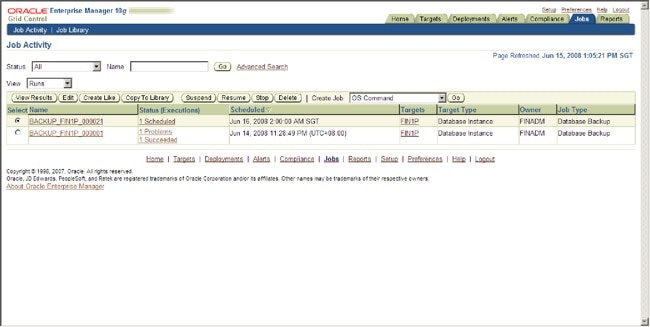 ORACLE Enterprise Manager 10g
Grid Control
Setup Preferences Help Logout
Home Targets Deployments Alerts Compliance Jobs Reports
Job Activity | Job Library
Job Activity
Page Refreshed Jun 15, 2008 1:05:21 PM SGT
Status All Name Go Advanced Search
View Runs
View Results Edit Create Like Copy To Library Suspend Resume Stop Delete | Create Job OS Command Go
Select Name Status (Executions) Scheduled Targets Target Type Owner Job Type
BACKUP_FIN1P_000021 1 Scheduled Jun 16, 2008 2:00:00 AM SGT FIN1P Database Instance FINADM Database Backup
BACKUP_FIN1P_000001 1 Problems Jun 14, 2008 11:28:49 PM (UTC+08:00) FIN1P Database Instance FINADM Database Backup
1 Succeeded
Home | Targets | Deployments | Alerts | Compliance | Jobs | Reports | Setup | Preferences | Help | Logout
Copyright © 1996, 2007, Oracle. All rights reserved.
Oracle, JD Edwards, PeopleSoft, and Retek are registered trademarks of Oracle Corporation and/or its affiliates. Other names may be trademarks of their respective owners.
About Oracle Enterprise Manager